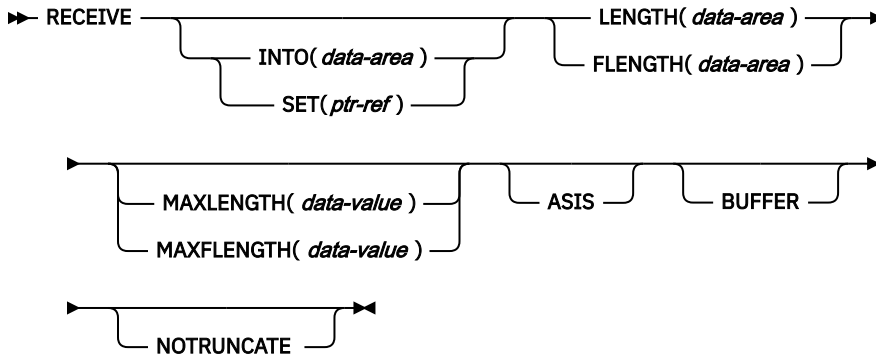 RECEIVE LENGTH( data-area )
INTO( data-area ) FLENGTH( data-area )
SET( ptr-ref )
MAXLENGTH( data-value ) ASIS BUFFER
MAXFLENGTH( data-value )
NOTRUNCATE